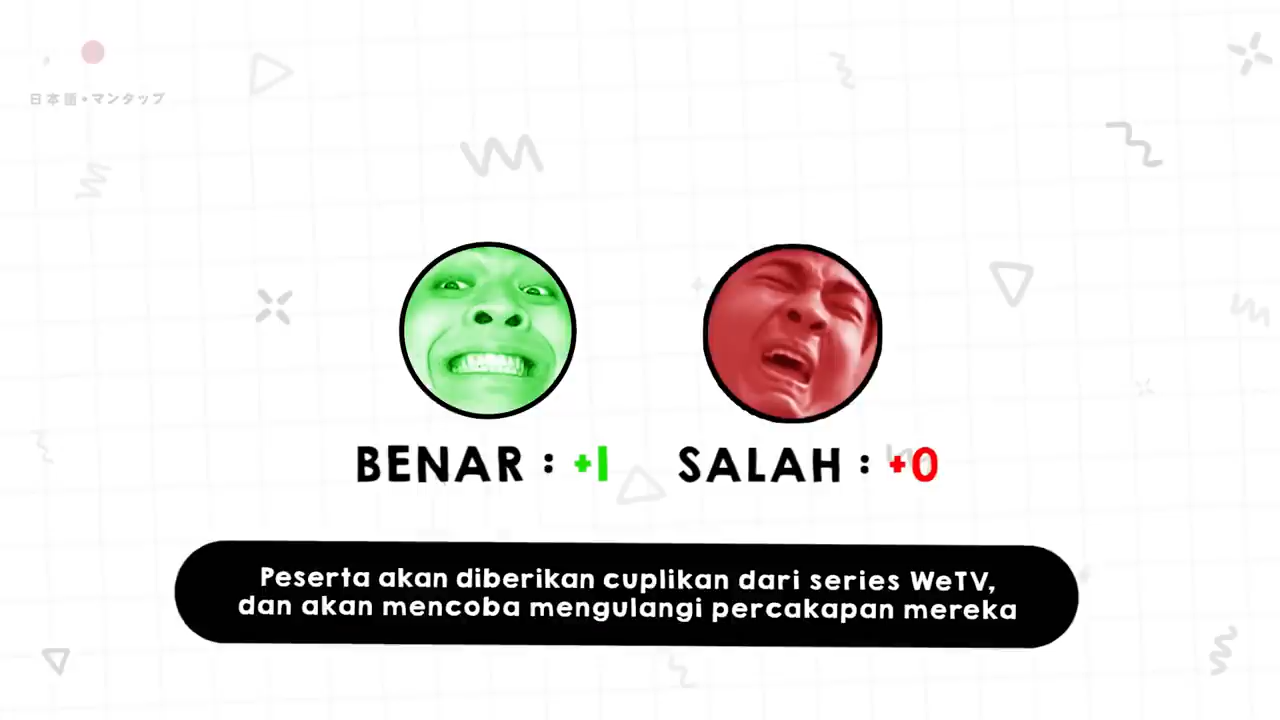 日本語•マンタップ
BENAR : +1
SALAH : +0
Peserta akan diberikan cuplikan dari series WeTV,
dan akan mencoba mengulangi percakapan mereka